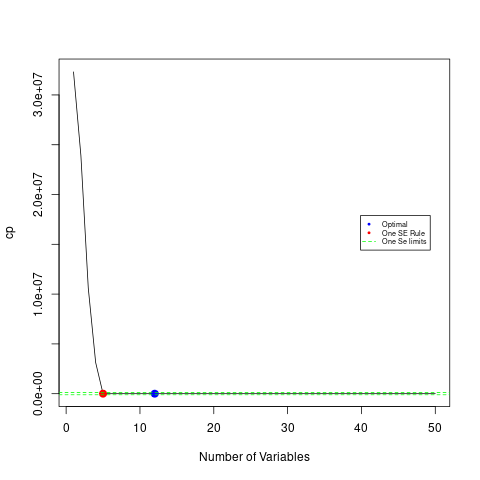 3.0e+07
2.0e+07
1.0e+07
0.0e+00
cp
Optimal
One SE Rule
One Se limits
0 10 20 30 40 50
Number of Variables